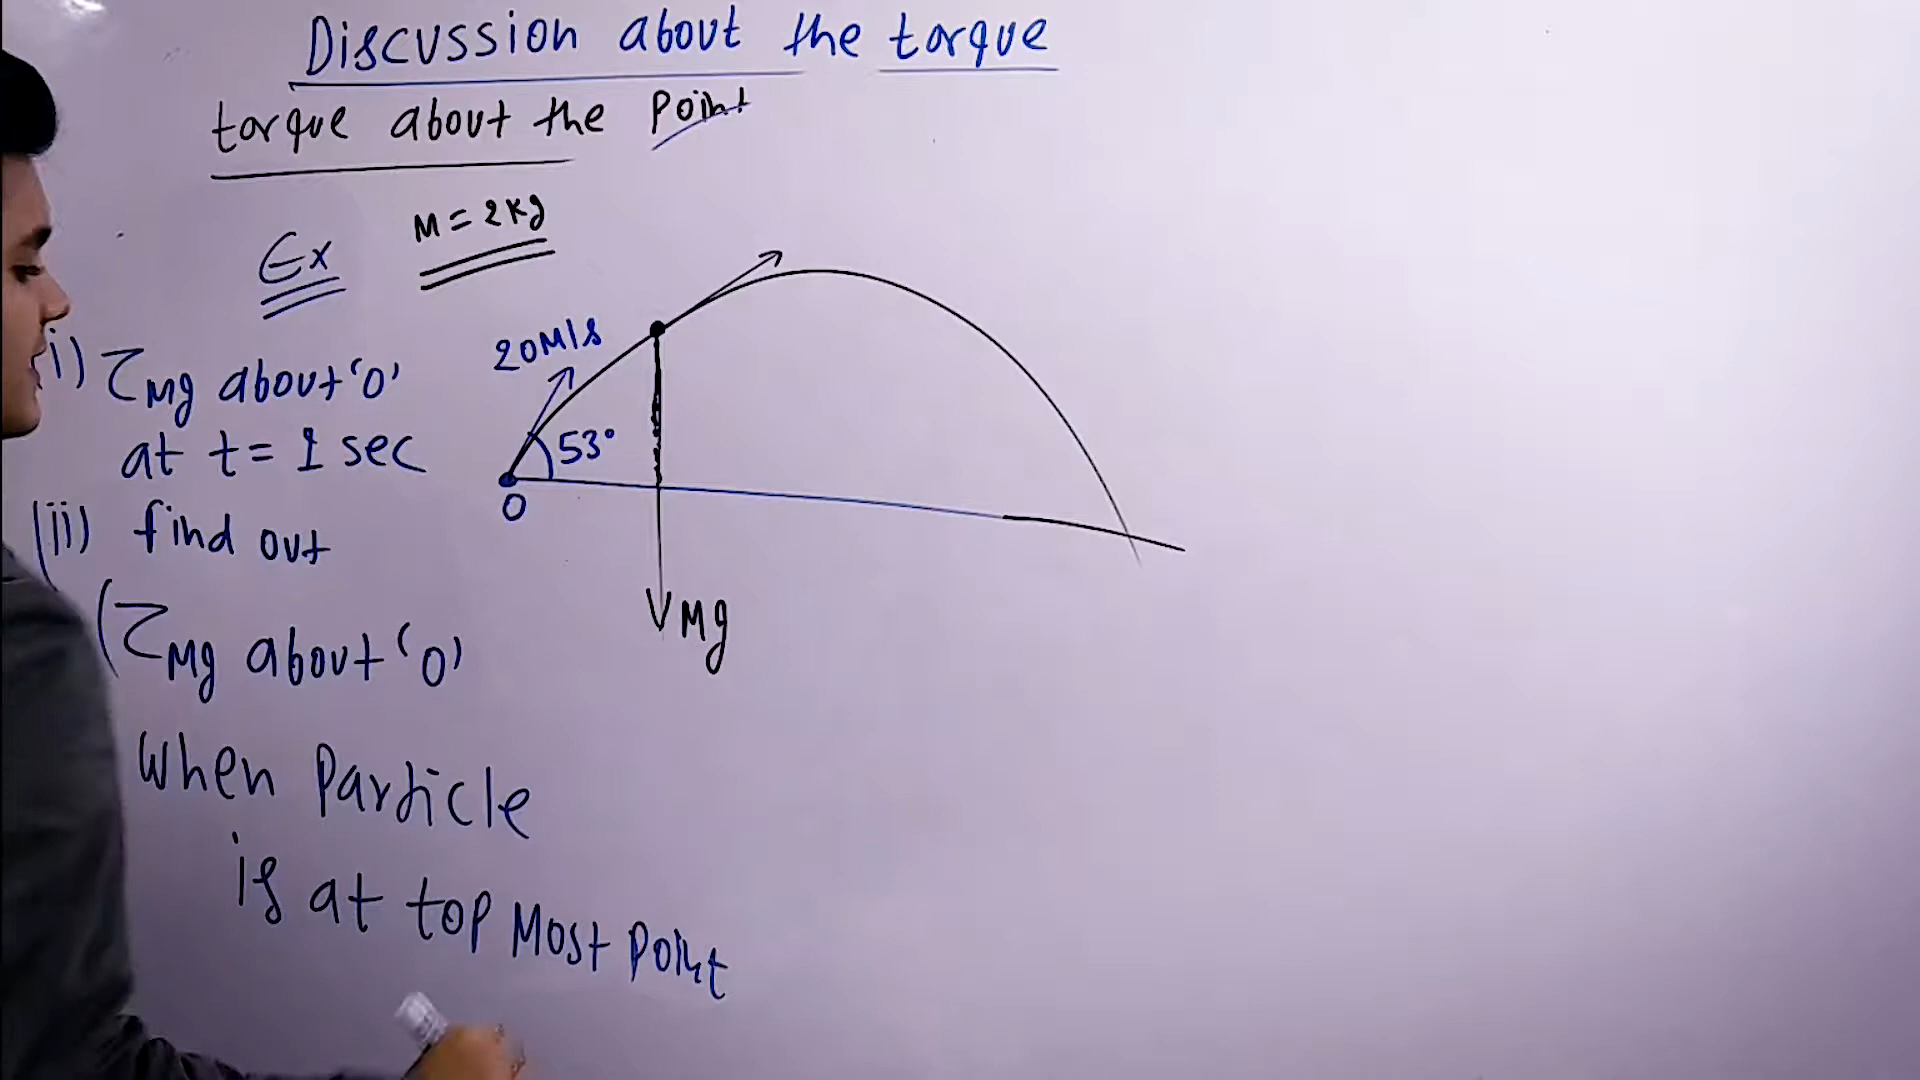 Discussion about the torque
torque about the Point
Ex M = 2Kg
i) τMg about 'O'
at t = 1 sec
20M/s
53°
O
Mg
(ii) find out
(τMg about 'O'
When Particle
is at top Most Point